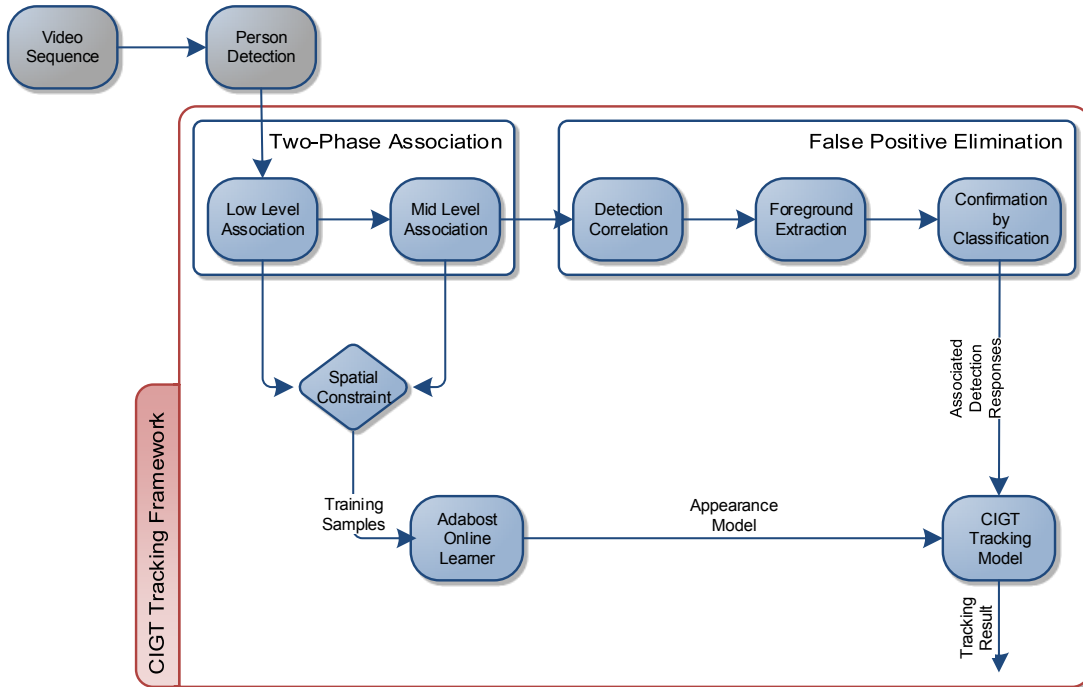 Video
Sequence
Person
Detection
Two-Phase Association
False Positive Elimination
Low Level
Association
Mid Level
Association
Detection
Correlation
Foreground
Extraction
Confirmation
by
Classification
Spatial
Constraint
Associated
Detection
Responses
CIGT Tracking Framework
Training
Samples
Adabost
Online
Learner
Appearance
Model
CIGT
Tracking
Model
Tracking
Result